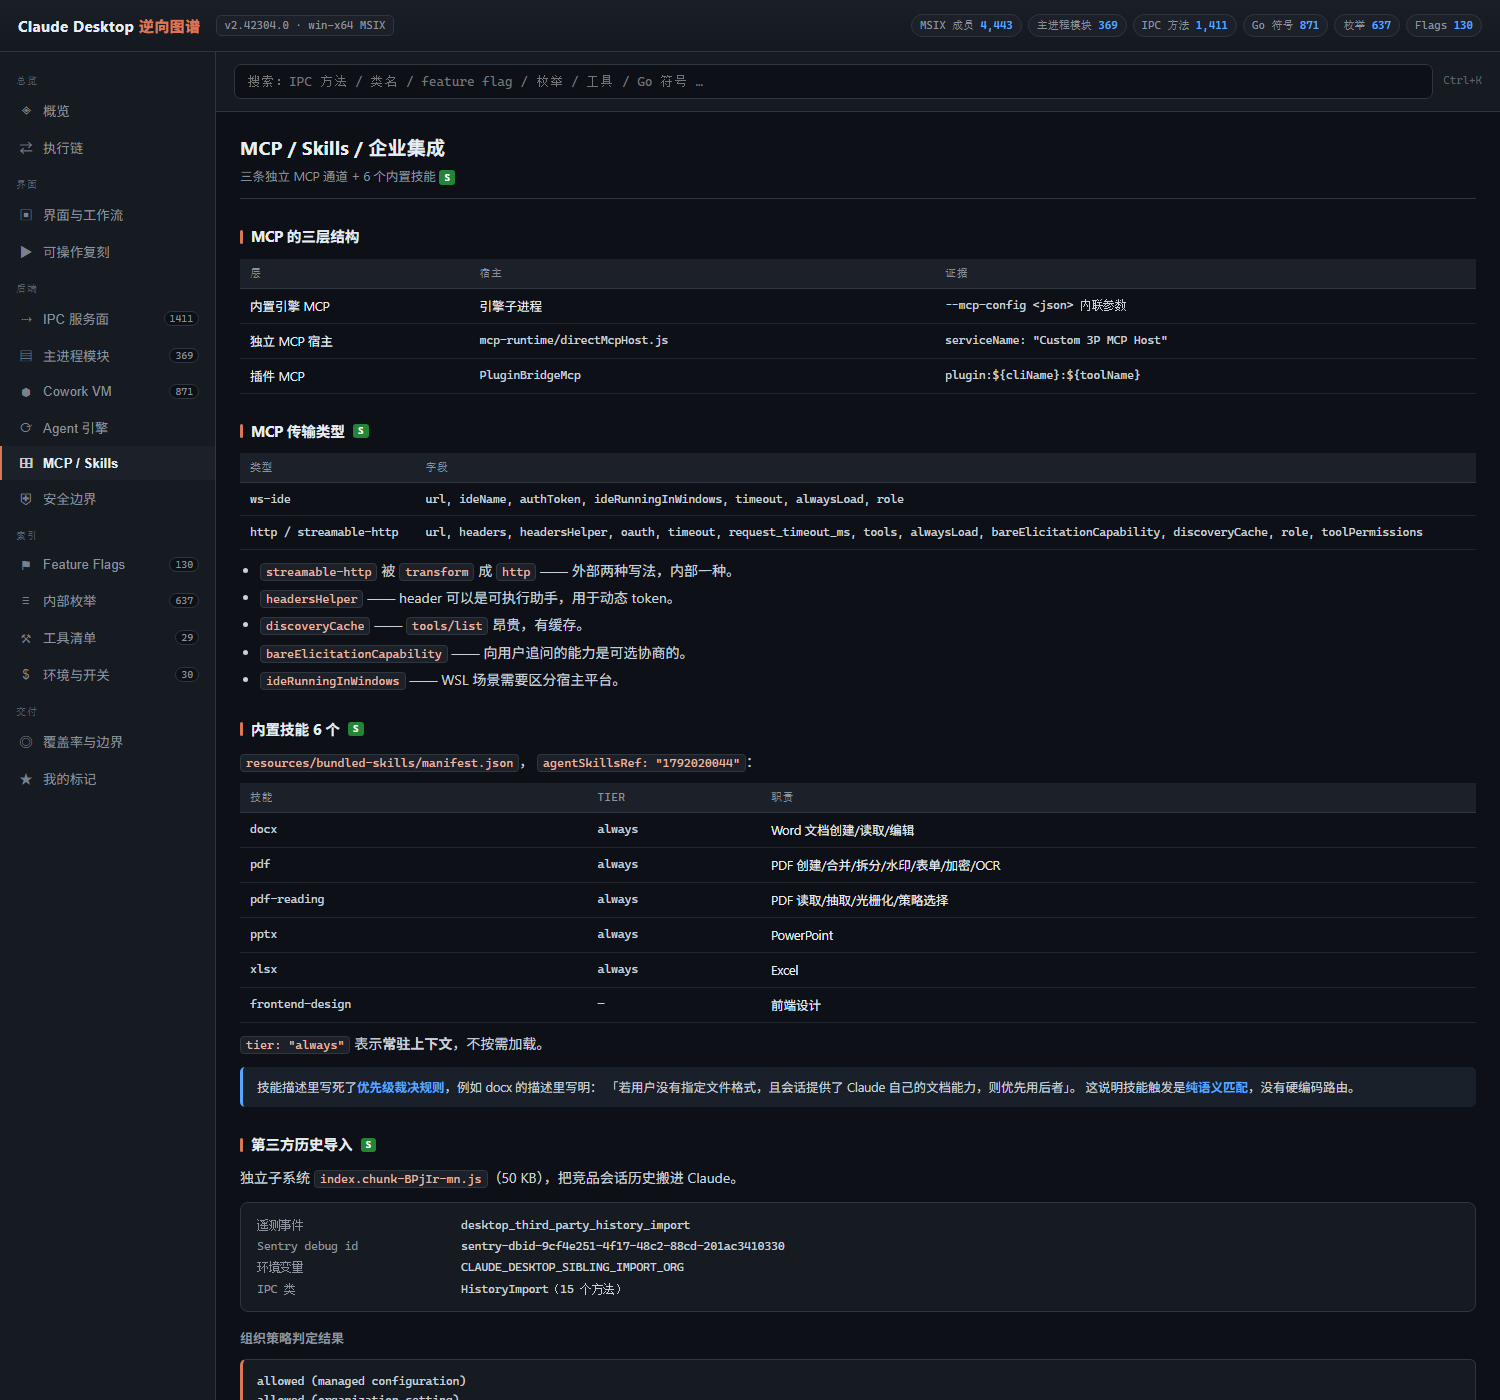 Claude Desktop 逆向图谱
v2.42304.0 · win-x64 MSIX
MSIX 成员 4,443
主进程模块 369
IPC 方法 1,411
Go 符号 871
枚举 637
Flags 130
总览
◈ 概览
⇄ 执行链
界面
▣ 界面与工作流
▶ 可操作复刻
后端
⇢ IPC 服务面 1411
▤ 主进程模块 369
⬢ Cowork VM 871
⟳ Agent 引擎
⊞ MCP / Skills
⛨ 安全边界
索引
⚑ Feature Flags 130
≡ 内部枚举 637
⚒ 工具清单 29
$ 环境与开关 30
交付
◎ 覆盖率与边界
★ 我的标记
搜索: IPC 方法 / 类名 / feature flag / 枚举 / 工具 / Go 符号 …
Ctrl+K
MCP / Skills / 企业集成
三条独立 MCP 通道 + 6 个内置技能 S
MCP 的三层结构
层 宿主 证据
内置引擎 MCP 引擎子进程 --mcp-config <json> 内联参数
独立 MCP 宿主 mcp-runtime/directMcpHost.js serviceName: "Custom 3P MCP Host"
插件 MCP PluginBridgeMcp plugin:${cliName}:${toolName}
MCP 传输类型 S
类型 字段
ws-ide url, ideName, authToken, ideRunningInWindows, timeout, alwaysLoad, role
http / streamable-http url, headers, headersHelper, oauth, timeout, request_timeout_ms, tools, alwaysLoad, bareElicitationCapability, discoveryCache, role, toolPermissions
• streamable-http 被 transform 成 http —— 外部两种写法，内部一种。
• headersHelper —— header 可以是可执行助手，用于动态 token。
• discoveryCache —— tools/list 昂贵，有缓存。
• bareElicitationCapability —— 向用户追问的能力是可选协商的。
• ideRunningInWindows —— WSL 场景需要区分宿主平台。
内置技能 6 个 S
resources/bundled-skills/manifest.json， agentSkillsRef: "1792020044"：
技能 TIER 职责
docx always Word 文档创建/读取/编辑
pdf always PDF 创建/合并/拆分/水印/表单/加密/OCR
pdf-reading always PDF 读取/抽取/光栅化/策略选择
pptx always PowerPoint
xlsx always Excel
frontend-design — 前端设计
tier: "always" 表示常驻上下文，不按需加载。
技能描述里写死了优先级裁决规则，例如 docx 的描述里写明：「若用户没有指定文件格式，且会话提供了 Claude 自己的文档能力，则优先用后者」。 这说明技能触发是纯语义匹配，没有硬编码路由。
第三方历史导入 S
独立子系统 index.chunk-BPjIr-mn.js（50 KB），把竞品会话历史搬进 Claude。
遥测事件 desktop_third_party_history_import
Sentry debug id sentry-dbid-9cf4e251-4f17-48c2-88cd-201ac3410330
环境变量 CLAUDE_DESKTOP_SIBLING_IMPORT_ORG
IPC 类 HistoryImport（15 个方法）
组织策略判定结果
allowed (managed configuration)
allowed (organization setting)